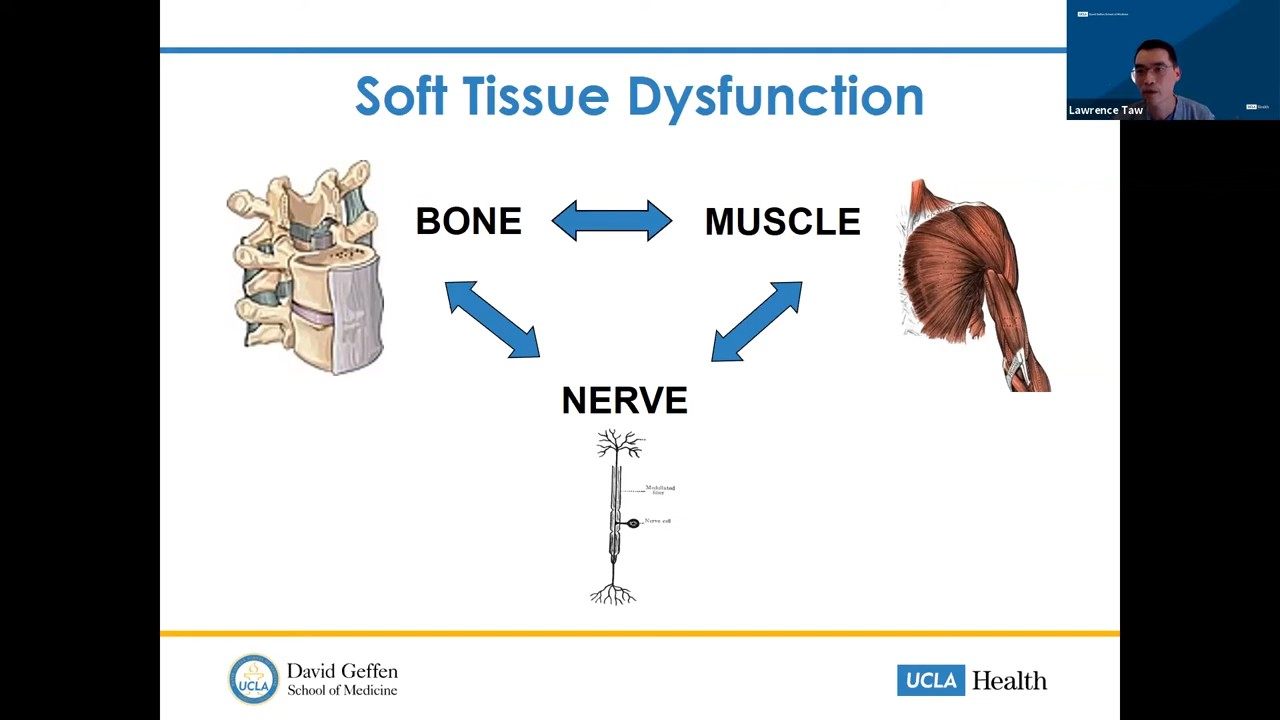 Soft Tissue Dysfunction
Lawrence Taw
BONE
MUSCLE
NERVE
Medullated
fiber
Nerve cell
UCLA
David Geffen
School of Medicine
UCLA Health